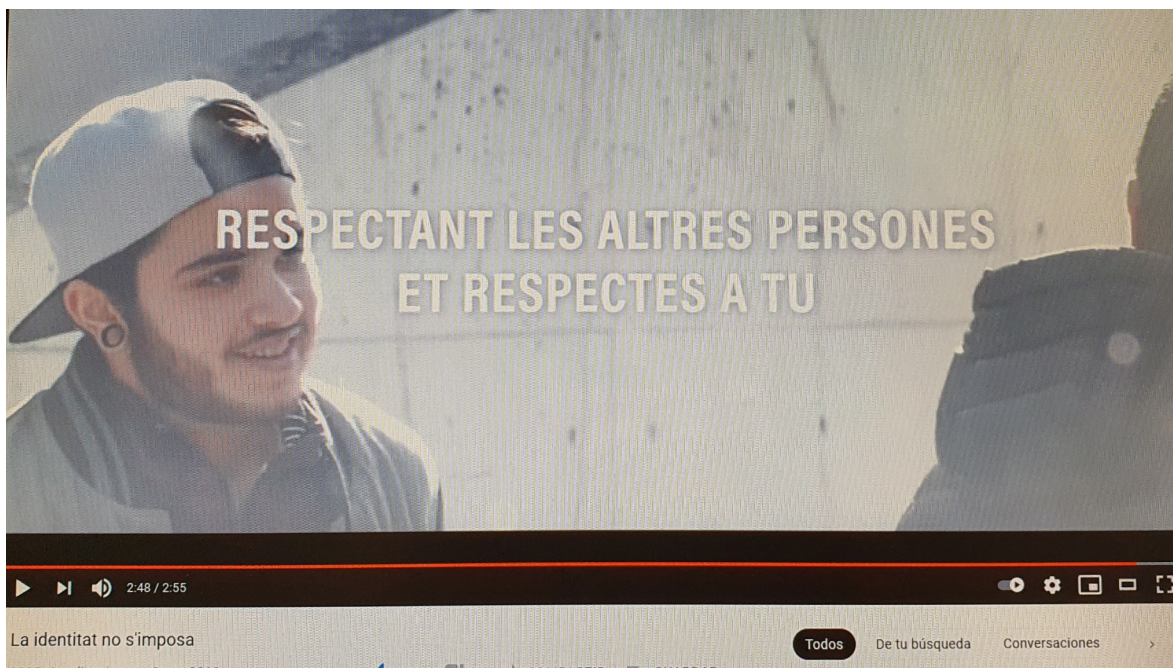 RESPECTANT LES ALTRES PERSONES
ET RESPECTES A TU
2:48 / 2:55
La identitat no s'imposa
Todos
De tu búsqueda
Conversaciones